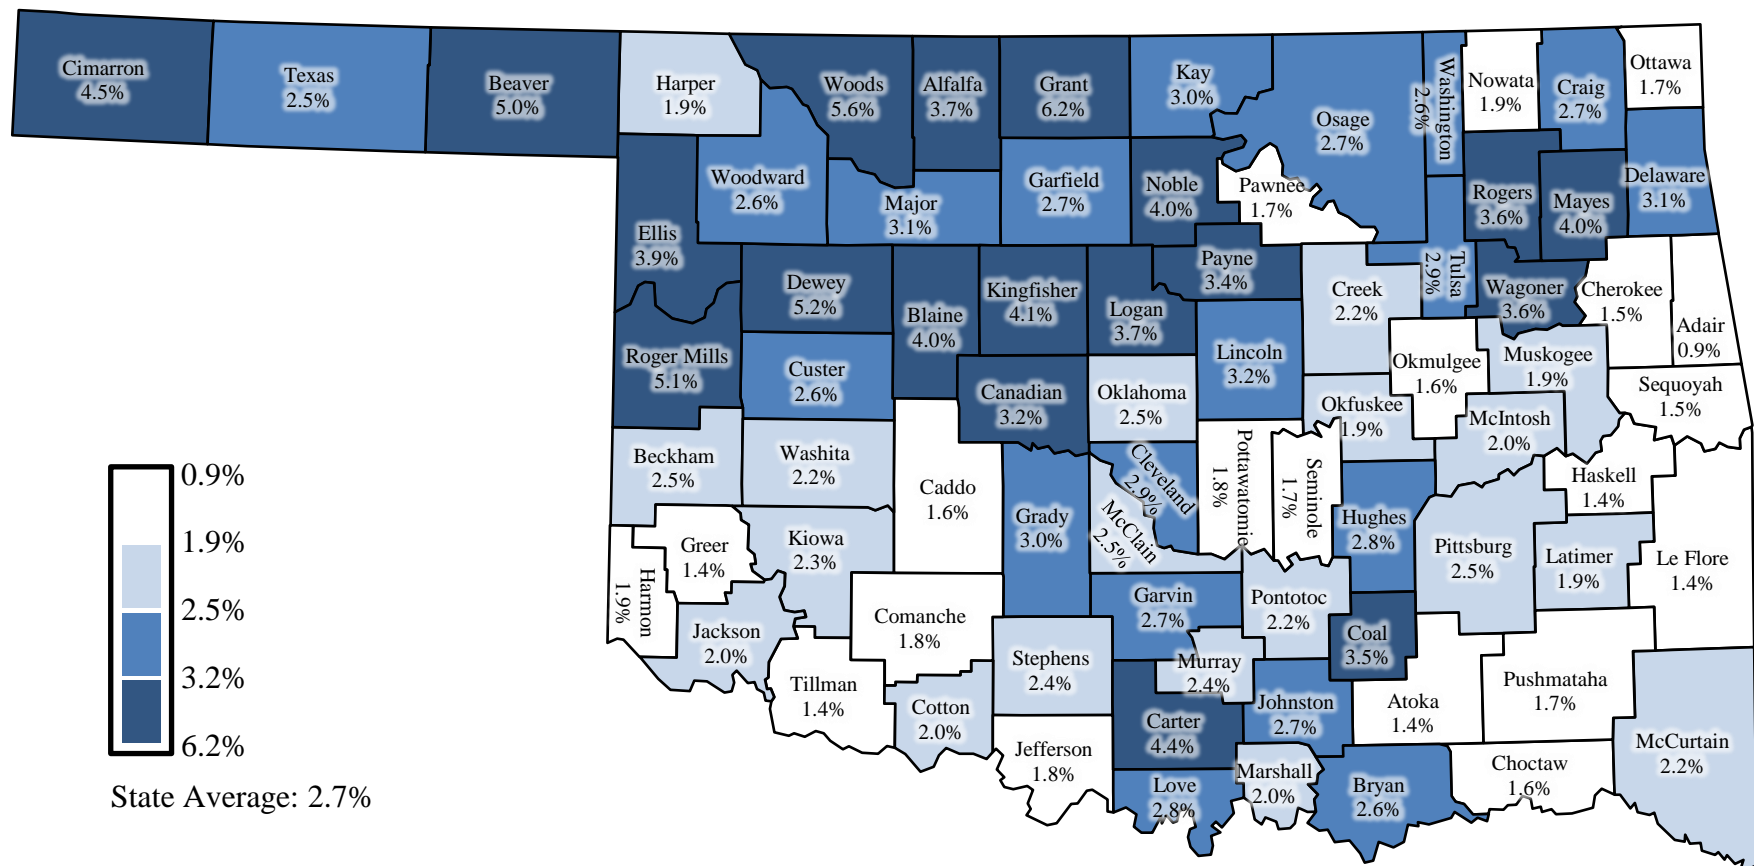 Cimarron
4.5%
Texas
2.5%
Beaver
5.0%
Harper
1.9%
Woods
5.6%
Alfalfa
3.7%
Grant
6.2%
Kay
3.0%
Osage
2.7%
Washington
2.6%
Nowata
1.9%
Craig
2.7%
Ottawa
1.7%
Woodward
2.6%
Major
3.1%
Garfield
2.7%
Noble
4.0%
Pawnee
1.7%
Rogers
3.6%
Mayes
4.0%
Delaware
3.1%
Ellis
3.9%
Dewey
5.2%
Blaine
4.0%
Kingfisher
4.1%
Logan
3.7%
Payne
3.4%
Creek
2.2%
Tulsa
2.9%
Wagoner
3.6%
Cherokee
1.5%
Adair
0.9%
Roger Mills
5.1%
Custer
2.6%
Canadian
3.2%
Oklahoma
2.5%
Lincoln
3.2%
Okmulgee
1.6%
Muskogee
1.9%
Sequoyah
1.5%
Okfuskee
1.9%
McIntosh
2.0%
Beckham
2.5%
Washita
2.2%
Caddo
1.6%
Grady
3.0%
Cleveland
2.9%
McClain
2.5%
Pottawatomie
1.8%
Seminole
1.7%
Hughes
2.8%
Pittsburg
2.5%
Haskell
1.4%
Latimer
1.9%
Le Flore
1.4%
Greer
1.4%
Kiowa
2.3%
Harmon
1.9%
Jackson
2.0%
Comanche
1.8%
Garvin
2.7%
Pontotoc
2.2%
Coal
3.5%
Stephens
2.4%
Murray
2.4%
Tillman
1.4%
Cotton
2.0%
Carter
4.4%
Johnston
2.7%
Atoka
1.4%
Pushmataha
1.7%
Jefferson
1.8%
Love
2.8%
Marshall
2.0%
Bryan
2.6%
Choctaw
1.6%
McCurtain
2.2%
0.9%
1.9%
2.5%
3.2%
6.2%
State Average: 2.7%